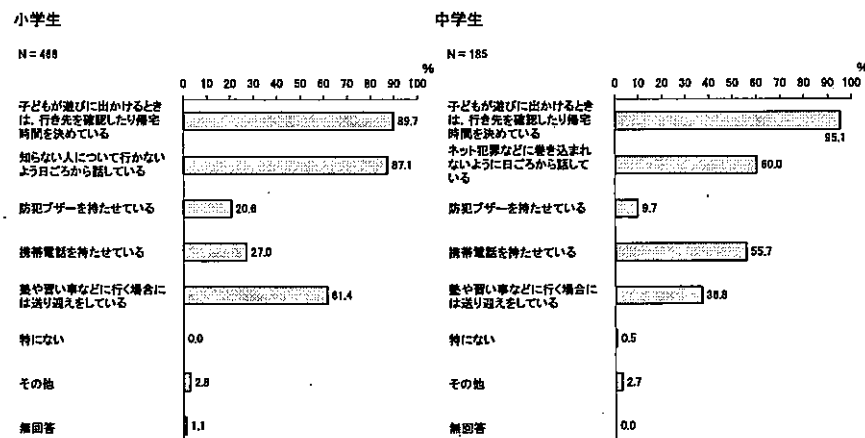 小学生
N = 468
%
0 10 20 30 40 50 60 70 80 90 100
子どもが遊びに出かけるとき
は、行き先を確認したり帰宅
時間を決めている
89.7
知らない人について行かない
よう日ごろから話している
87.1
防犯ブザーを持たせている
20.6
携帯電話を持たせている
27.0
塾や習い事などに行く場合に
は送り迎えをしている
61.4
特にない
0.0
その他
2.8
無回答
1.1
中学生
N = 185
%
0 10 20 30 40 50 60 70 80 90 100
子どもが遊びに出かけるとき
は、行き先を確認したり帰宅
時間を決めている
95.1
ネット犯罪などに巻き込まれ
ないように日ごろから話して
いる
60.0
防犯ブザーを持たせている
9.7
携帯電話を持たせている
55.7
塾や習い事などに行く場合に
は送り迎えをしている
特にない
0.5
その他
2.7
無回答
0.0